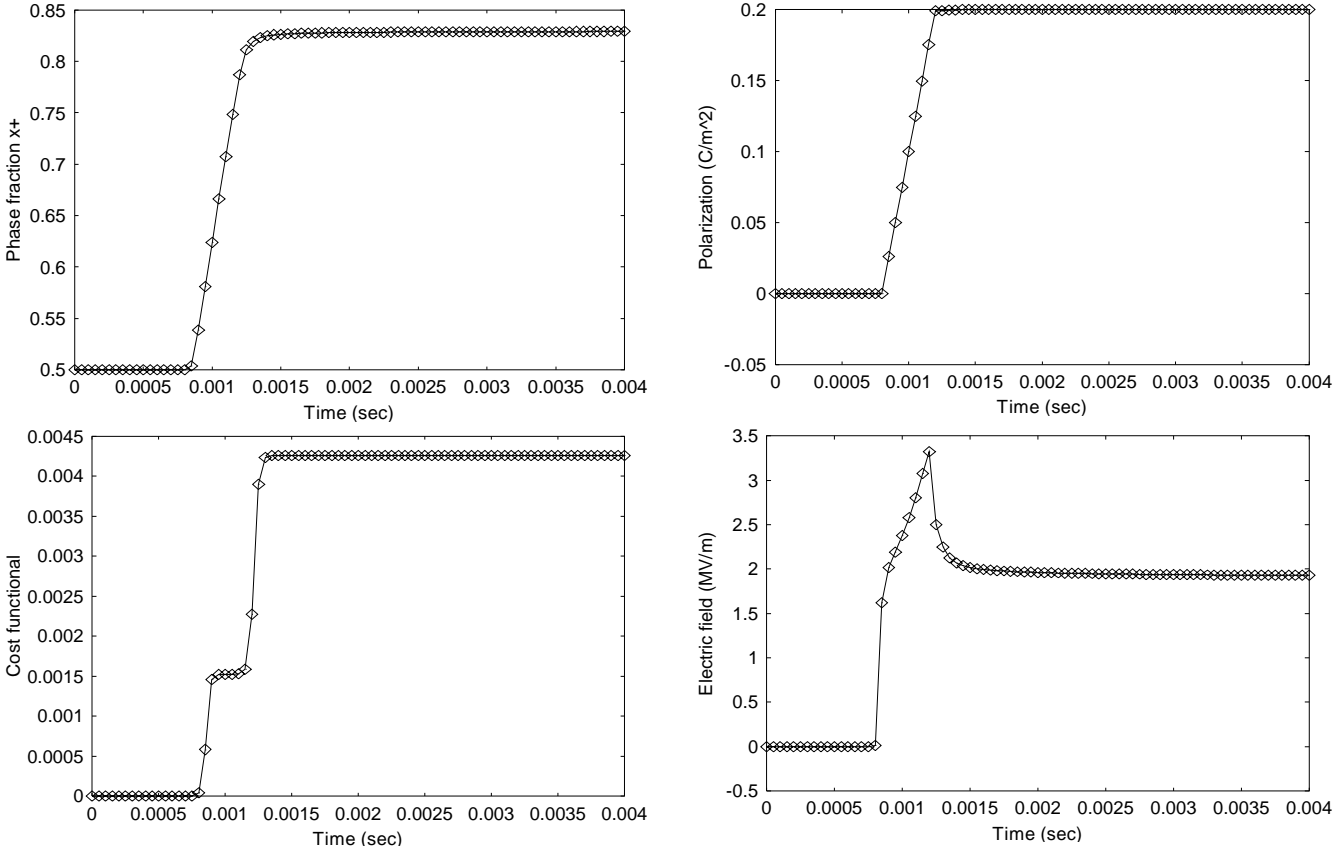 0.85
0.8
0.75
0.7
0.65
0.6
0.55
0.5
0 0.0005 0.001 0.0015 0.002 0.0025 0.003 0.0035 0.004
Phase fraction x+
Time (sec)
0.2
0.15
0.1
0.05
0
-0.05
0 0.0005 0.001 0.0015 0.002 0.0025 0.003 0.0035 0.004
Polarization (C/m^2)
Time (sec)
0.0045
0.004
0.0035
0.003
0.0025
0.002
0.0015
0.001
0.0005
0
0 0.0005 0.001 0.0015 0.002 0.0025 0.003 0.0035 0.004
Cost functional
Time (sec)
3.5
3
2.5
2
1.5
1
0.5
0
-0.5
0 0.0005 0.001 0.0015 0.002 0.0025 0.003 0.0035 0.004
Electric field (MV/m)
Time (sec)